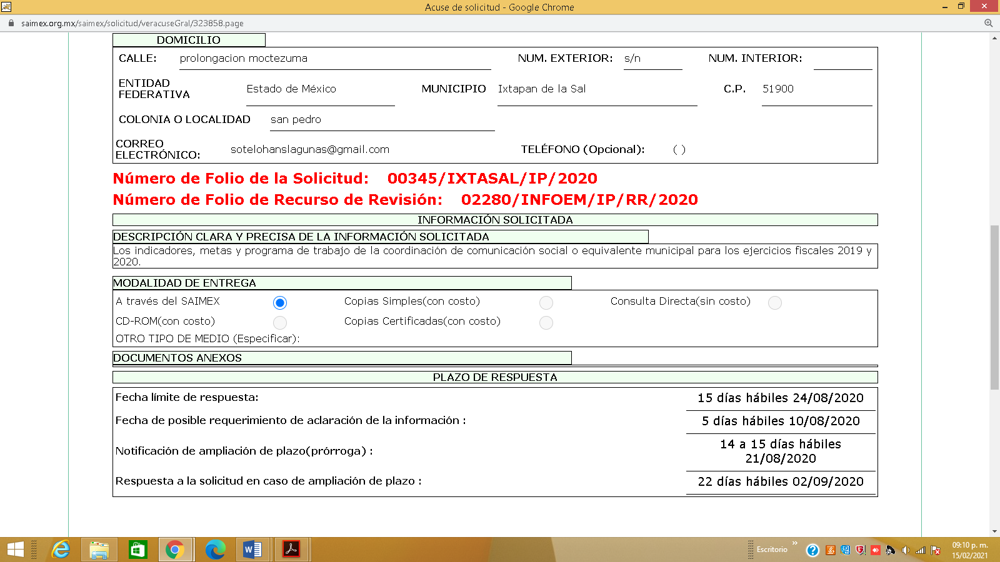 Acuse de solicitud - Google Chrome
saimex.org.mx/saimex/solicitud/veracuseGral/323858.page
DOMICILIO
CALLE: prolongacion moctezuma NUM. EXTERIOR: s/n NUM. INTERIOR:
ENTIDAD FEDERATIVA Estado de México MUNICIPIO Ixtapan de la Sal C.P. 51900
COLONIA O LOCALIDAD san pedro
CORREO ELECTRÓNICO: sotelohanslagunas@gmail.com TELÉFONO (Opcional): ( )
Número de Folio de la Solicitud: 00345/IXTASAL/IP/2020
Número de Folio de Recurso de Revisión: 02280/INFOEM/IP/RR/2020
INFORMACIÓN SOLICITADA
DESCRIPCIÓN CLARA Y PRECISA DE LA INFORMACIÓN SOLICITADA
Los indicadores, metas y programa de trabajo de la coordinación de comunicación social o equivalente municipal para los ejercicios fiscales 2019 y
2020.
MODALIDAD DE ENTREGA
A través del SAIMEX Copias Simples(con costo) Consulta Directa(sin costo)
CD-ROM(con costo) Copias Certificadas(con costo)
OTRO TIPO DE MEDIO (Especificar):
DOCUMENTOS ANEXOS
PLAZO DE RESPUESTA
Fecha límite de respuesta: 15 días hábiles 24/08/2020
Fecha de posible requerimiento de aclaración de la información : 5 días hábiles 10/08/2020
Notificación de ampliación de plazo(prórroga) : 14 a 15 días hábiles
21/08/2020
Respuesta a la solicitud en caso de ampliación de plazo : 22 días hábiles 02/09/2020
Escritorio
09:10 p. m.
15/02/2021